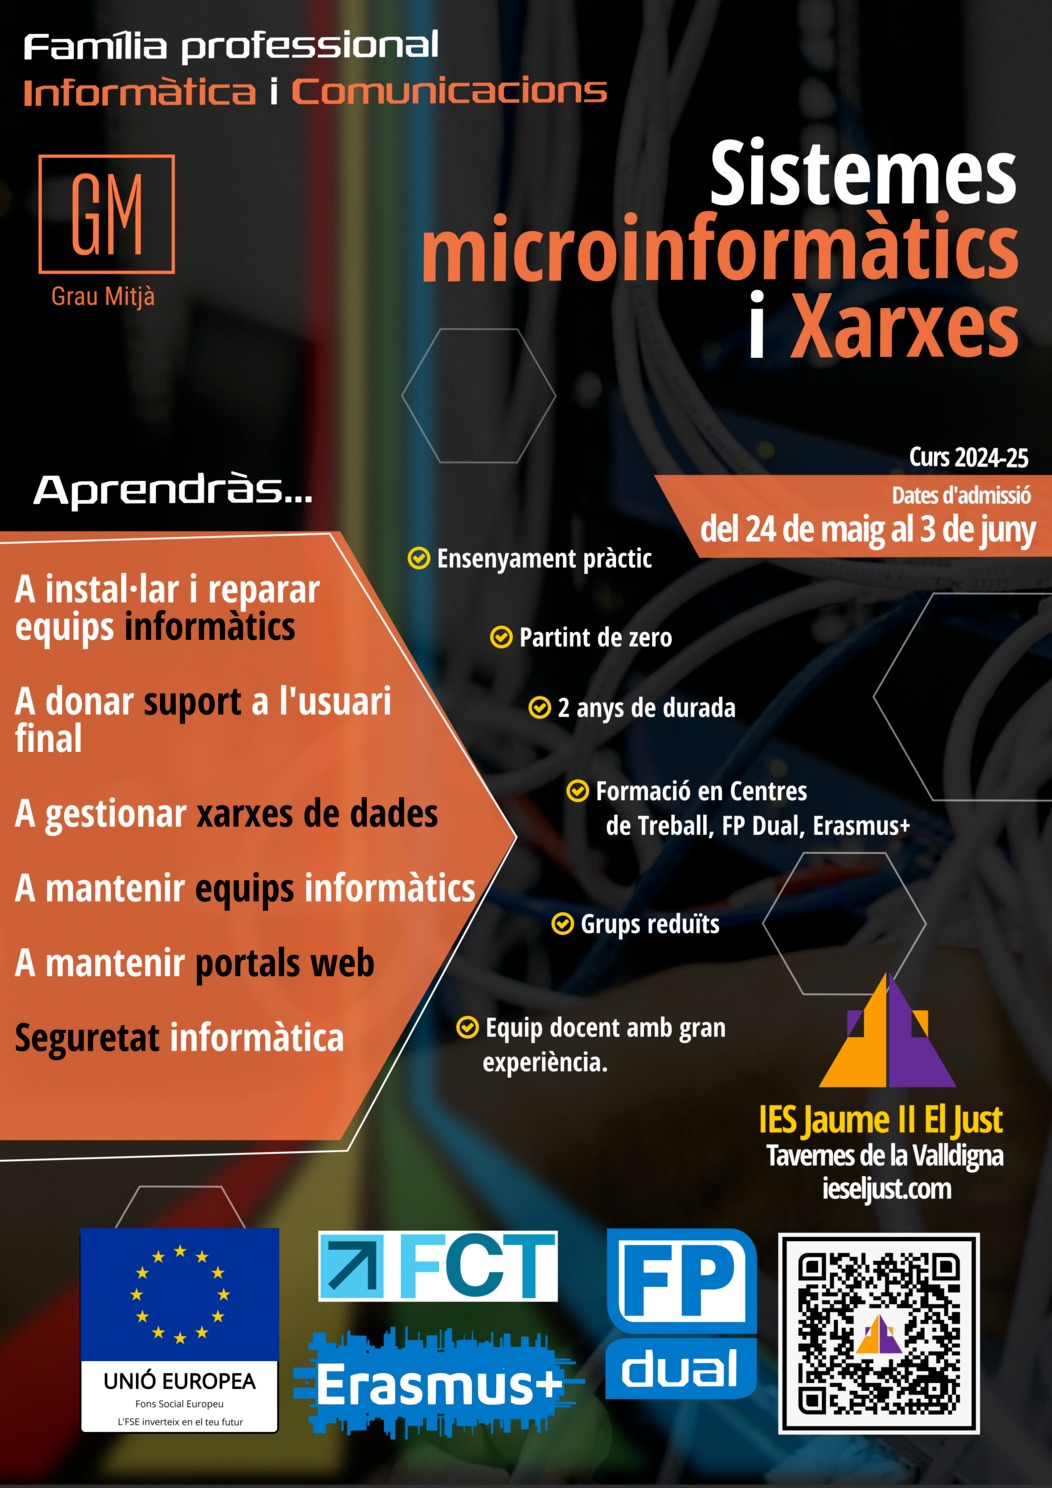 Família professional
Informàtica i Comunicacions
GM
Grau Mitjà
Sistemes
microinformàtics
i Xarxes
Curs 2024-25
Dates d'admissió
del 24 de maig al 3 de juny
Aprendràs...
A instal·lar i reparar
equips informàtics
A donar suport a l'usuari
final
A gestionar xarxes de dades
A mantenir equips informàtics
A mantenir portals web
Seguretat informàtica
Ensenyament pràctic
Partint de zero
2 anys de durada
Formació en Centres
de Treball, FP Dual, Erasmus+
Grups reduïts
Equip docent amb gran
experiència.
IES Jaume II El Just
Tavernes de la Valldigna
ieseljust.com
UNIÓ EUROPEA
Fons Social Europeu
L'FSE inverteix en el teu futur
FCT
Erasmus+
FP
dual